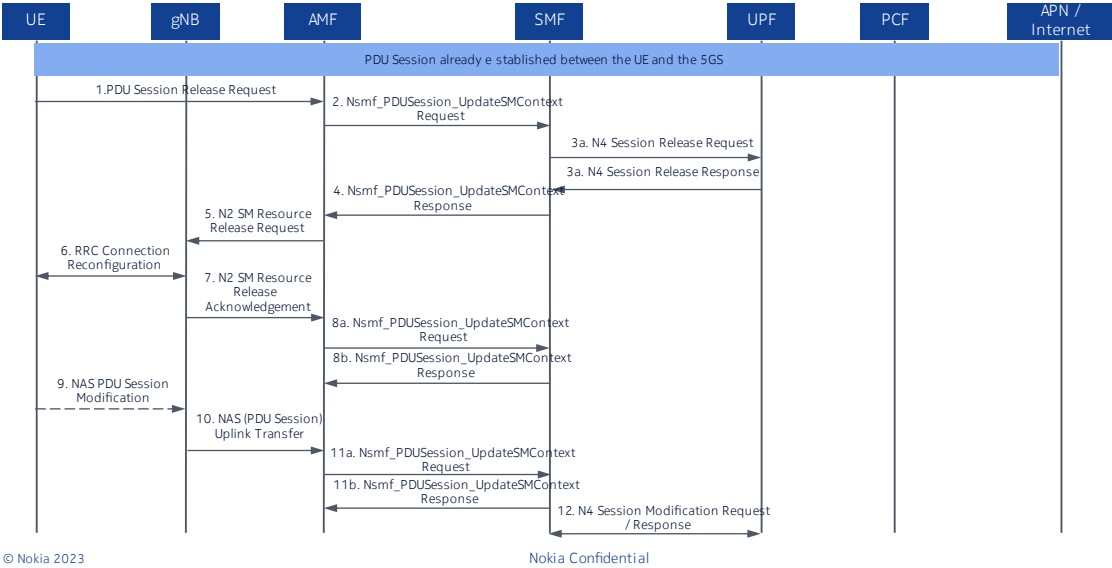 UE
gNB
AMF
SMF
UPF
PCF
APN /
Internet
PDU Session already e stablished between the UE and the 5GS
1.PDU Session Release Request
2. Nsmf_PDUSession_UpdateSMContext
Request
3a. N4 Session Release Request
3a. N4 Session Release Response
4. Nsmf_PDUSession_UpdateSMContext
Response
5. N2 SM Resource
Release Request
6. RRC Connection
Reconfiguration
7. N2 SM Resource
Release
Acknowledgement
8a. Nsmf_PDUSession_UpdateSMContext
Request
8b. Nsmf_PDUSession_UpdateSMContext
Response
9. NAS PDU Session
Modification
10. NAS (PDU Session)
Uplink Transfer
11a. Nsmf_PDUSession_UpdateSMContext
Request
11b. Nsmf_PDUSession_UpdateSMContext
Response
12. N4 Session Modification Request
/ Response
© Nokia 2023
Nokia Confidential